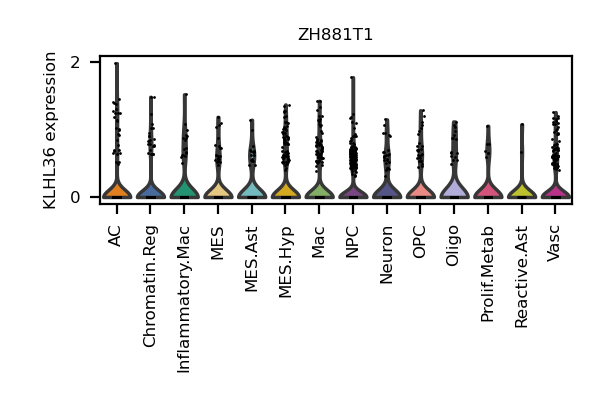 ZH881T1
KLHL36 expression
2
0
AC
Chromatin.Reg
Inflammatory.Mac
MES
MES.Ast
MES.Hyp
Mac
NPC
Neuron
OPC
Oligo
Prolif.Metab
Reactive.Ast
Vasc